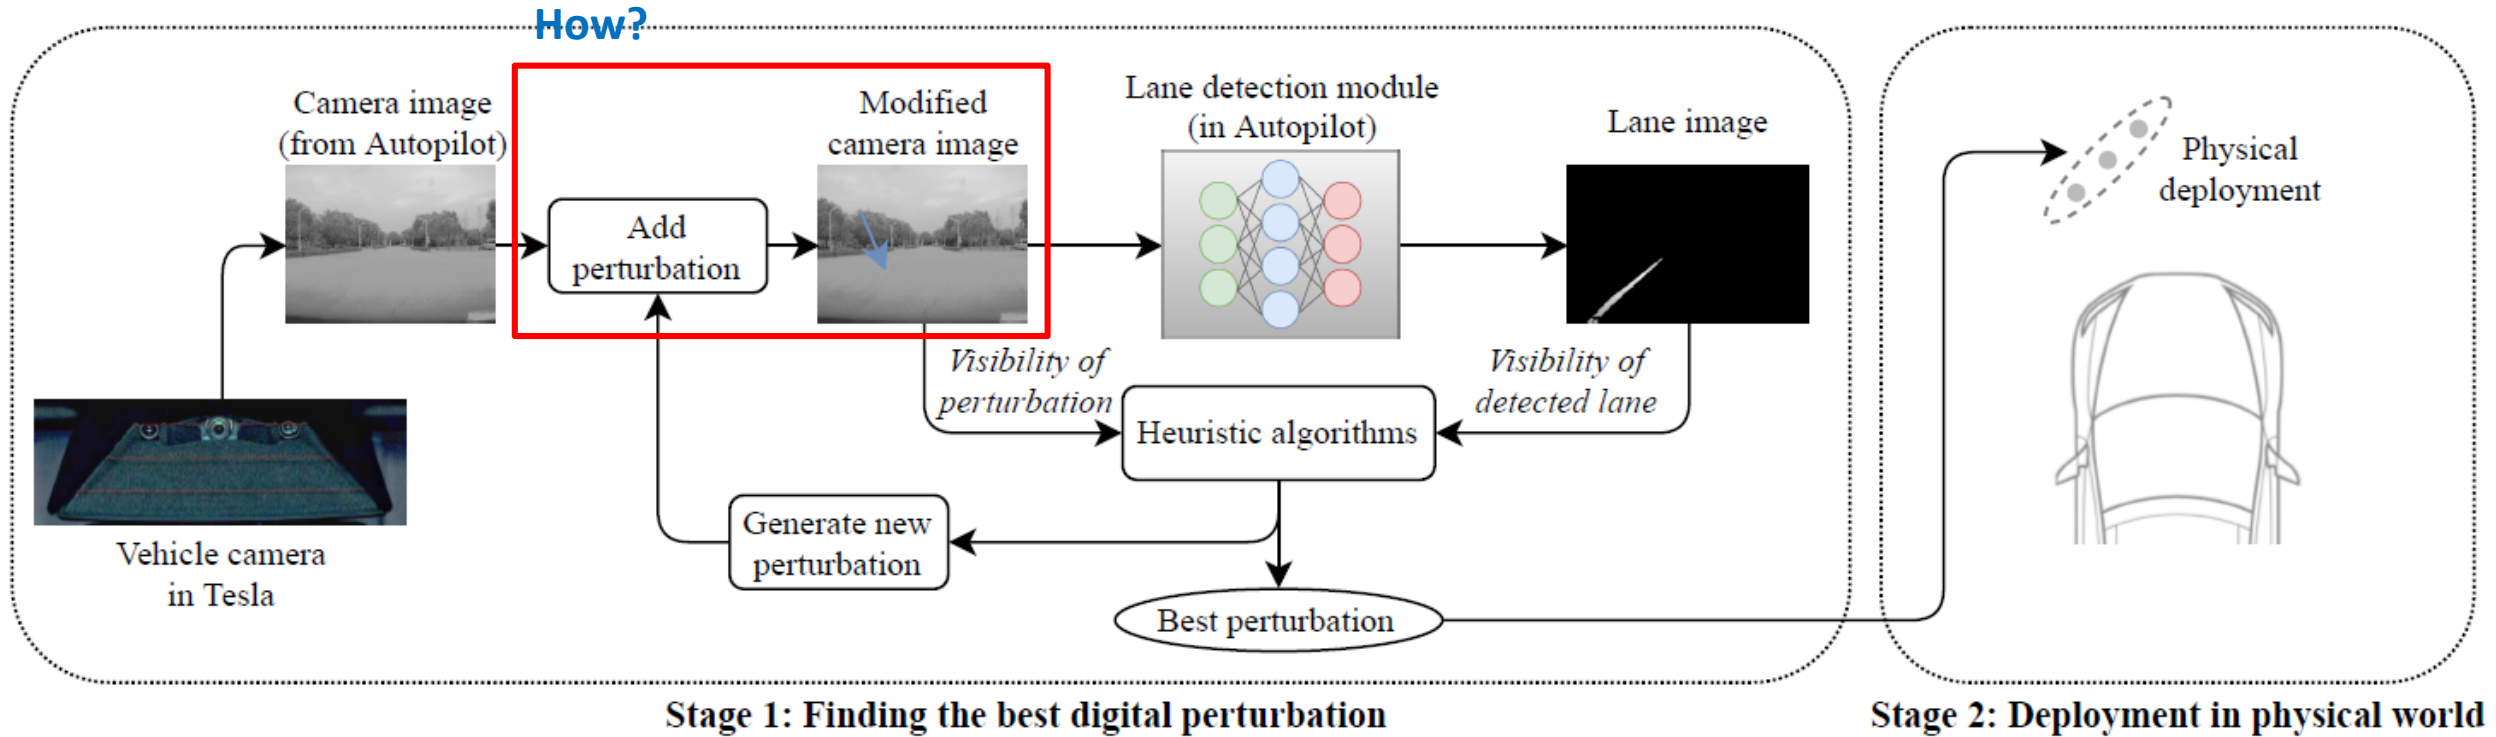 How?
Camera image
(from Autopilot)
Add
perturbation
Modified
camera image
Lane detection module
(in Autopilot)
Lane image
Visibility of
perturbation
Visibility of
detected lane
Heuristic algorithms
Generate new
perturbation
Best perturbation
Vehicle camera
in Tesla
Physical
deployment
Stage 1: Finding the best digital perturbation
Stage 2: Deployment in physical world